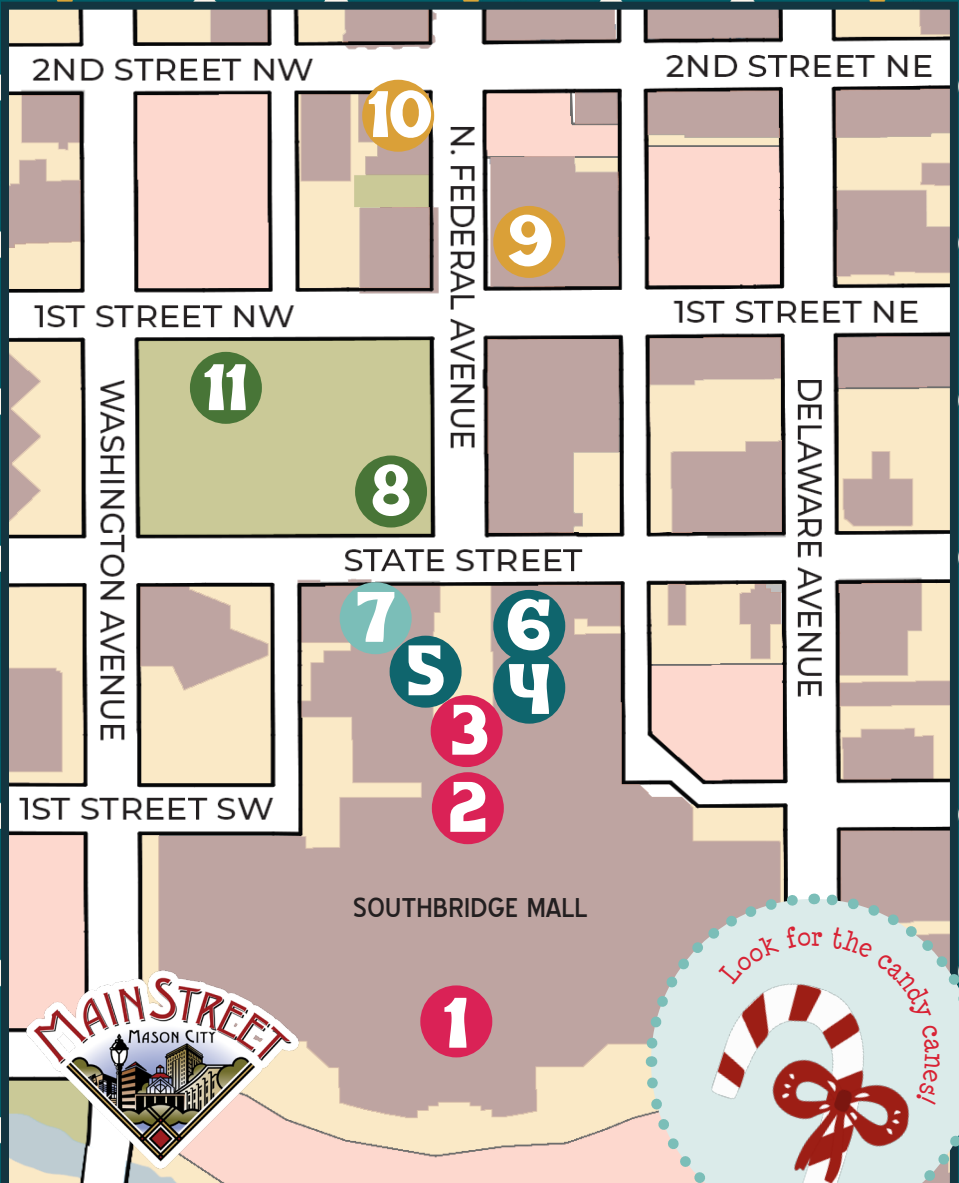 2ND STREET NW
2ND STREET NE
10
N. FEDERAL AVENUE
9
1ST STREET NW
1ST STREET NE
11
WASHINGTON AVENUE
DELAWARE AVENUE
8
STATE STREET
7
6
5
4
3
2
1ST STREET SW
SOUTHBRIDGE MALL
1
Look for the candy canes!
MAIN STREET
MASON CITY